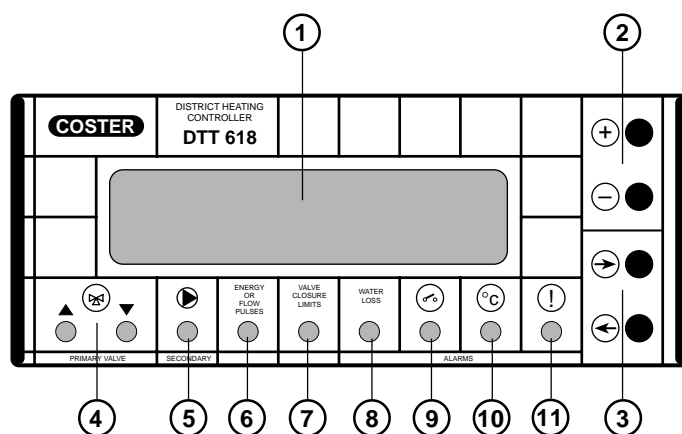 1
2
COSTER
DISTRICT HEATING
CONTROLLER
DTT 618
+
−
ENERGY
OR
FLOW
PULSES
VALVE
CLOSURE
LIMITS
WATER
LOSS
°C
!
PRIMARY VALVE
SECONDARY
ALARMS
4
5
6
7
8
9
10
11
3